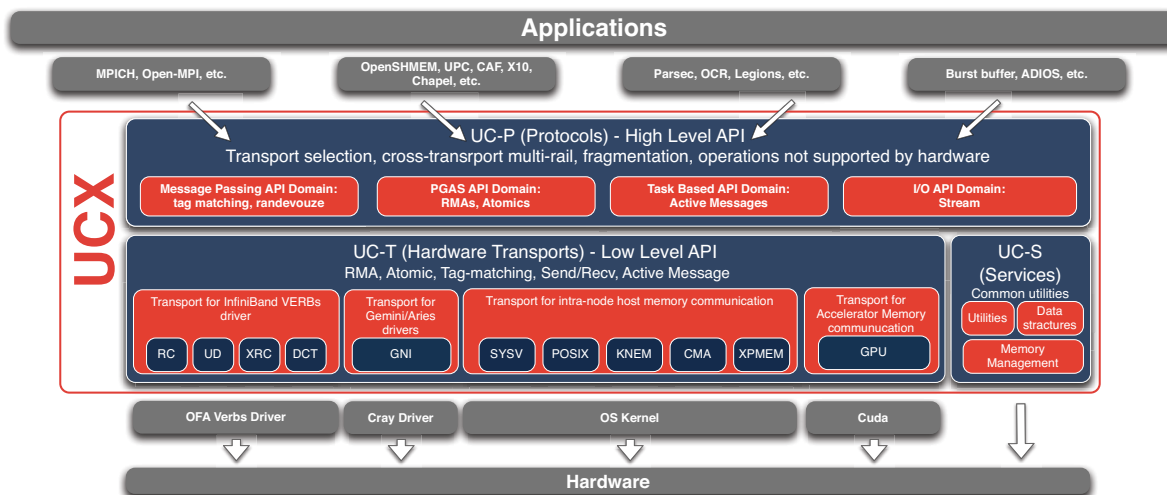 Applications
MPICH, Open-MPI, etc.
OpenSHMEM, UPC, CAF, X10,
Chapel, etc.
Parsec, OCR, Legions, etc.
Burst buffer, ADIOS, etc.
UCX
UC-P (Protocols) - High Level API
Transport selection, cross-transrport multi-rail, fragmentation, operations not supported by hardware
Message Passing API Domain:
tag matching, randevouze
PGAS API Domain:
RMAs, Atomics
Task Based API Domain:
Active Messages
I/O API Domain:
Stream
UC-T (Hardware Transports) - Low Level API
RMA, Atomic, Tag-matching, Send/Recv, Active Message
Transport for InfiniBand VERBs
driver
RC
UD
XRC
DCT
Transport for
Gemini/Aries
drivers
GNI
Transport for intra-node host memory communication
SYSV
POSIX
KNEM
CMA
XPMEM
Transport for
Accelerator Memory
communucation
GPU
UC-S
(Services)
Common utilities
Utilities
Data
stractures
Memory
Management
OFA Verbs Driver
Cray Driver
OS Kernel
Cuda
Hardware